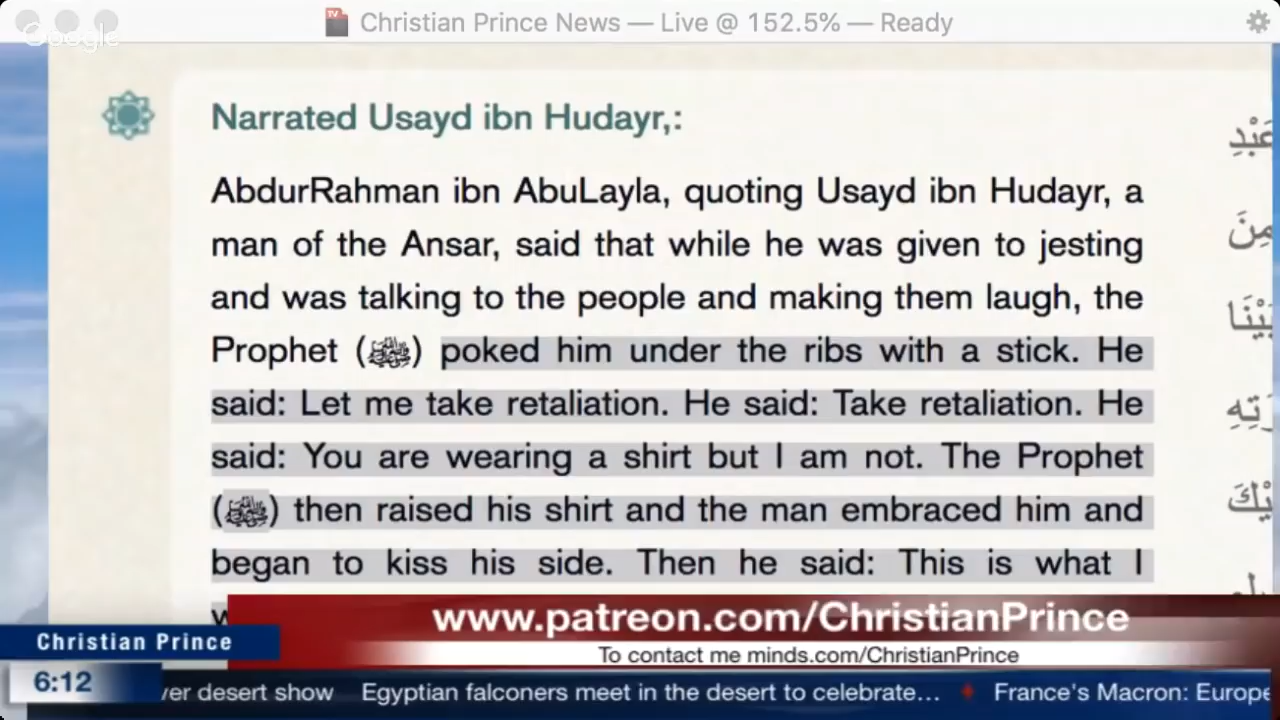 Christian Prince News — Live @ 152.5% — Ready
Google
Narrated Usayd ibn Hudayr,:
AbdurRahman ibn AbuLayla, quoting Usayd ibn Hudayr, a
man of the Ansar, said that while he was given to jesting
and was talking to the people and making them laugh, the
Prophet (ﷺ) poked him under the ribs with a stick. He
said: Let me take retaliation. He said: Take retaliation. He
said: You are wearing a shirt but I am not. The Prophet
(ﷺ) then raised his shirt and the man embraced him and
began to kiss his side. Then he said: This is what I
عَبْدِ
مِنَ
www.patreon.com/ChristianPrince
To contact me minds.com/ChristianPrince
Christian Prince
6:12
ver desert show Egyptian falconers meet in the desert to celebrate... France's Macron: Europe